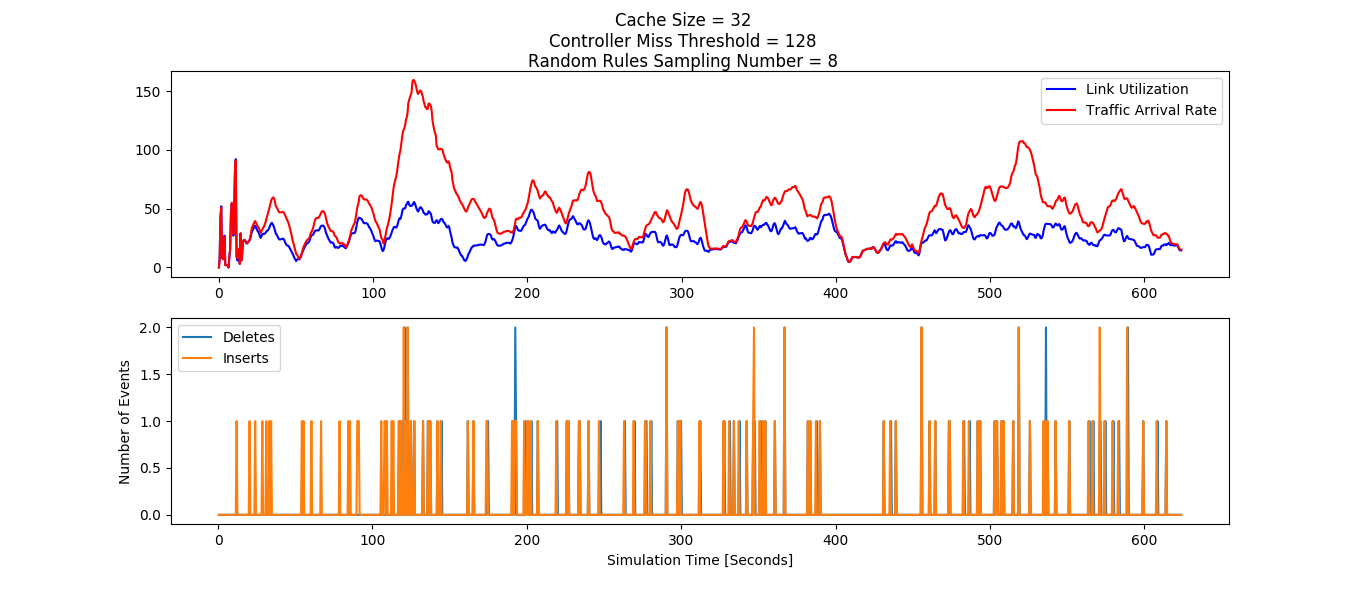 Cache Size = 32
Controller Miss Threshold = 128
Random Rules Sampling Number = 8
150
100
50
0
Link Utilization
Traffic Arrival Rate
0 100 200 300 400 500 600
2.0
1.5
1.0
0.5
0.0
Number of Events
Deletes
Inserts
0 100 200 300 400 500 600
Simulation Time [Seconds]